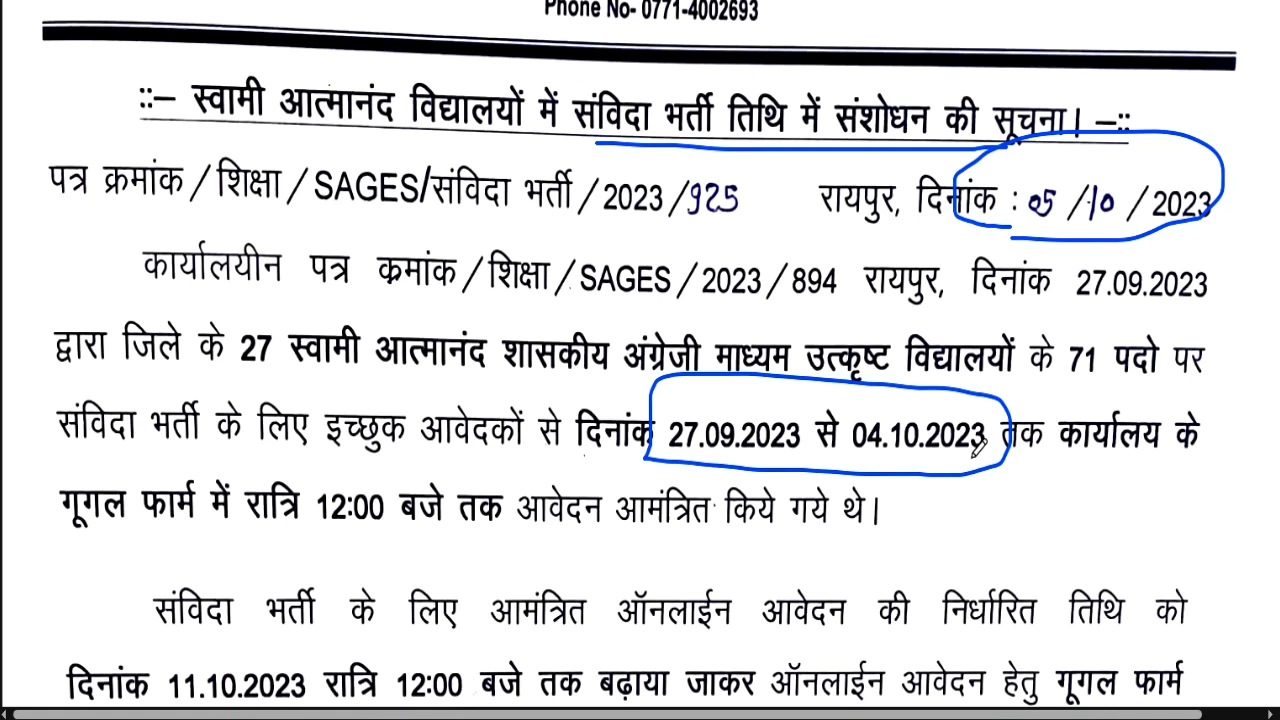 Phone No- 0771-4002693
::– स्वामी आत्मानंद विद्यालयों में संविदा भर्ती तिथि में संशोधन की सूचना। –::
पत्र क्रमांक / शिक्षा / SAGES/संविदा भर्ती / 2023 / 925 रायपुर, दिनांक : 05 / 10 / 2023
कार्यालयीन पत्र क्रमांक / शिक्षा / SAGES / 2023 / 894 रायपुर, दिनांक 27.09.2023
द्वारा जिले के 27 स्वामी आत्मानंद शासकीय अंग्रेजी माध्यम उत्कृष्ट विद्यालयों के 71 पदो पर
संविदा भर्ती के लिए इच्छुक आवेदकों से दिनांक 27.09.2023 से 04.10.2023 तक कार्यालय के
गूगल फार्म में रात्रि 12:00 बजे तक आवेदन आमंत्रित किये गये थे।
संविदा भर्ती के लिए आमंत्रित ऑनलाईन आवेदन की निर्धारित तिथि को
दिनांक 11.10.2023 रात्रि 12:00 बजे तक बढ़ाया जाकर ऑनलाईन आवेदन हेतु गूगल फार्म